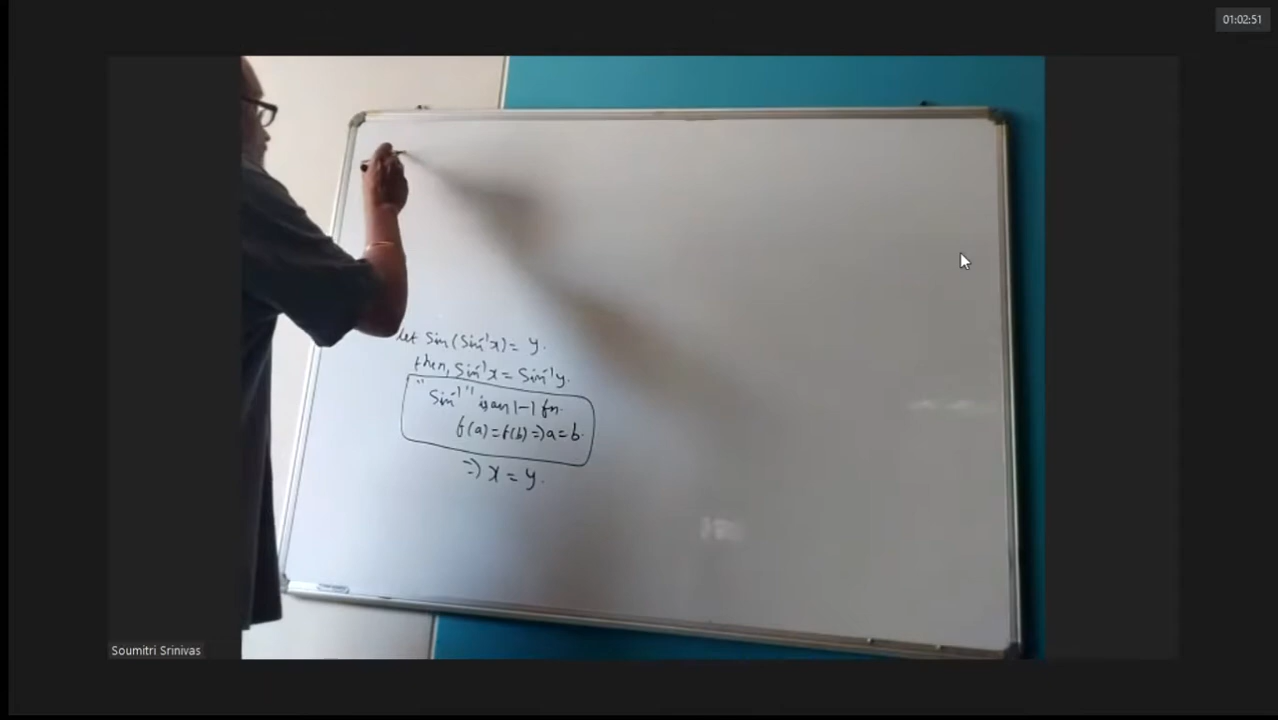 01:02:51
let Sin(Sin⁻¹x) = y.
then, Sin⁻¹x = Sin⁻¹y.
"Sin⁻¹" is an 1-1 fn.
f(a) = f(b) ⇒ a = b.
⇒ x = y.
Soumitri Srinivas